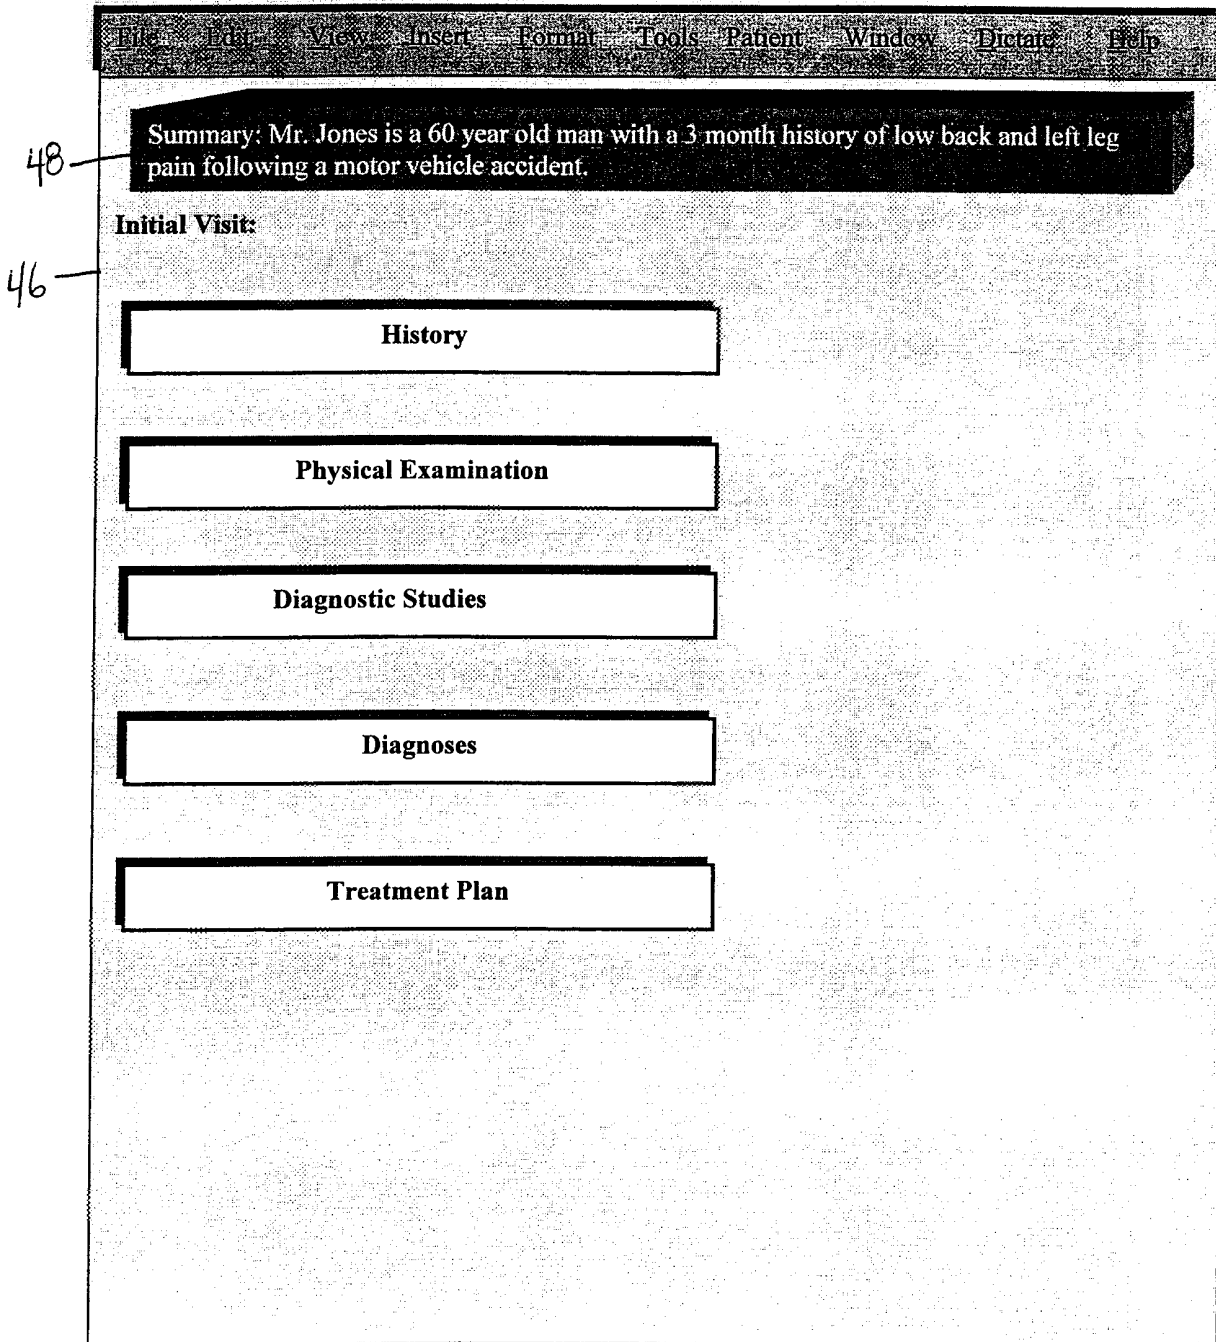 File Edit View Insert Format Tools Patient Window Dictate Help
Summary: Mr. Jones is a 60 year old man with a 3 month history of low back and left leg
48
pain following a motor vehicle accident.
Initial Visit:
46
History
Physical Examination
Diagnostic Studies
Diagnoses
Treatment Plan